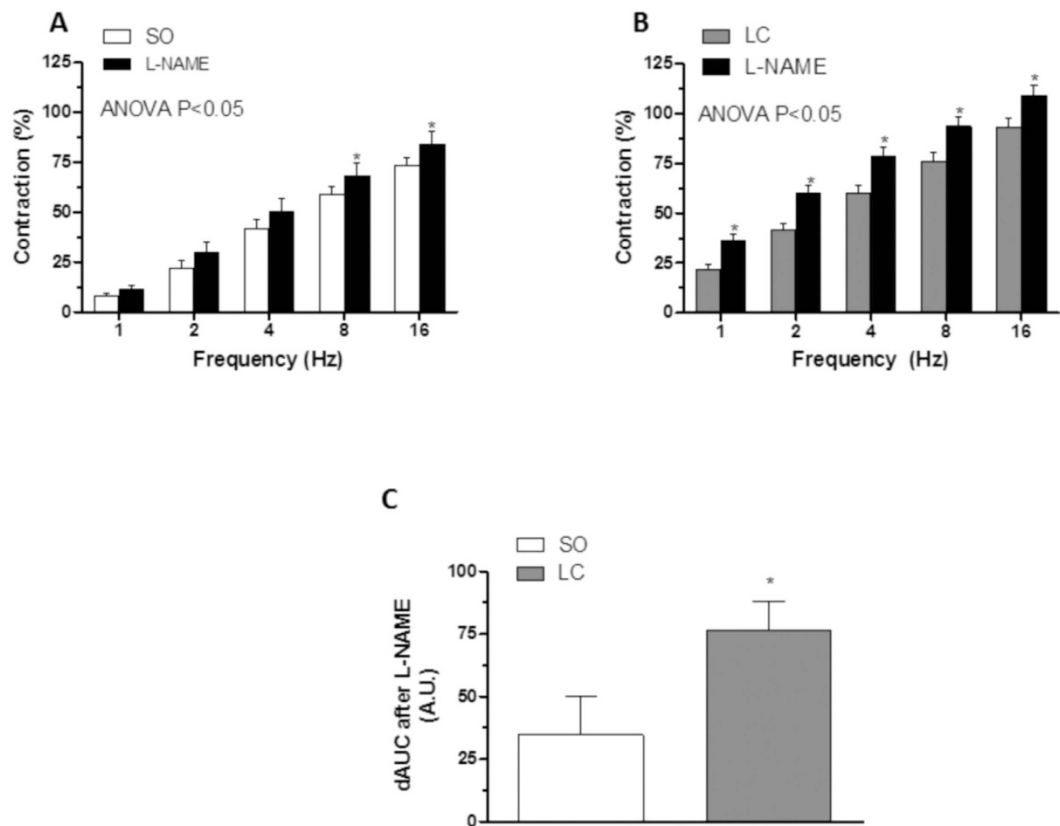 A
SO
L-NAME
ANOVA P<0.05
Contraction (%)
125
100
75
50
25
0
*
*
1 2 4 8 16
Frequency (Hz)
B
LC
L-NAME
ANOVA P<0.05
Contraction (%)
125
100
75
50
25
0
*
*
*
*
*
1 2 4 8 16
Frequency (Hz)
C
SO
LC
dAUC after L-NAME
(A.U.)
100
75
50
25
0
*